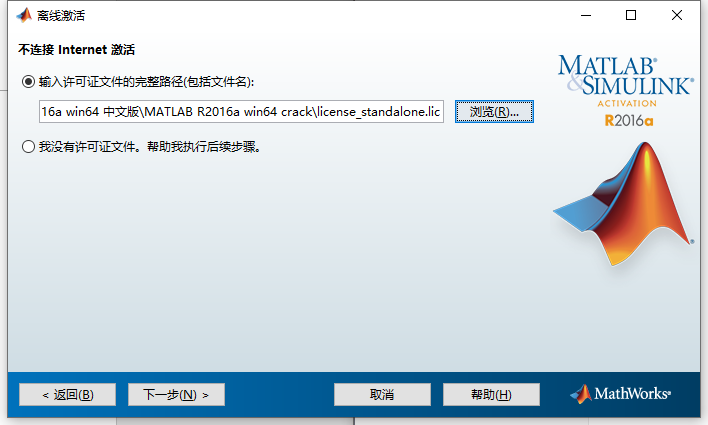 离线激活
不连接 Internet 激活
输入许可证文件的完整路径(包括文件名):
16a win64 中文版\MATLAB R2016a win64 crack\license_standalone.lic
浏览(R)...
我没有许可证文件。帮助我执行后续步骤。
MATLAB®
&SIMULINK®
ACTIVATION
R2016a
®
< 返回(B)
下一步(N) >
取消
帮助(H)
MathWorks®